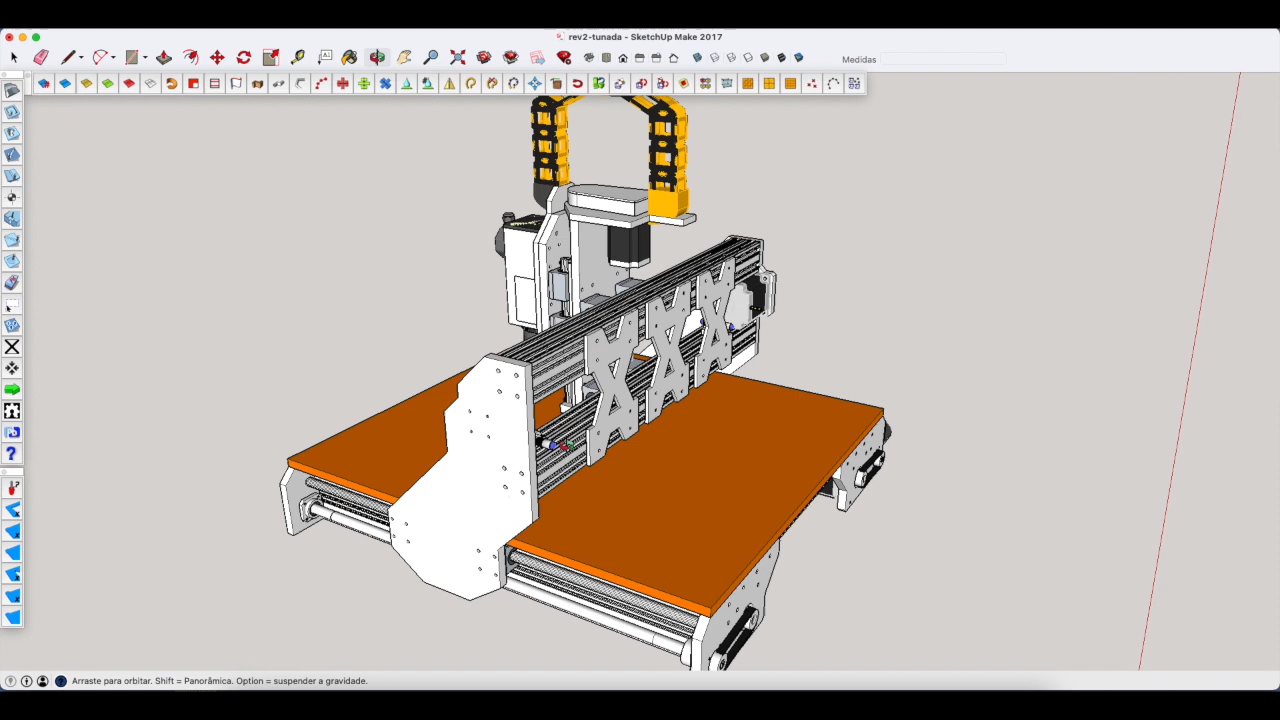 rev2-tunada - SketchUp Make 2017
Medidas
Arraste para orbitar. Shift = Panorâmica. Option = suspender a gravidade.